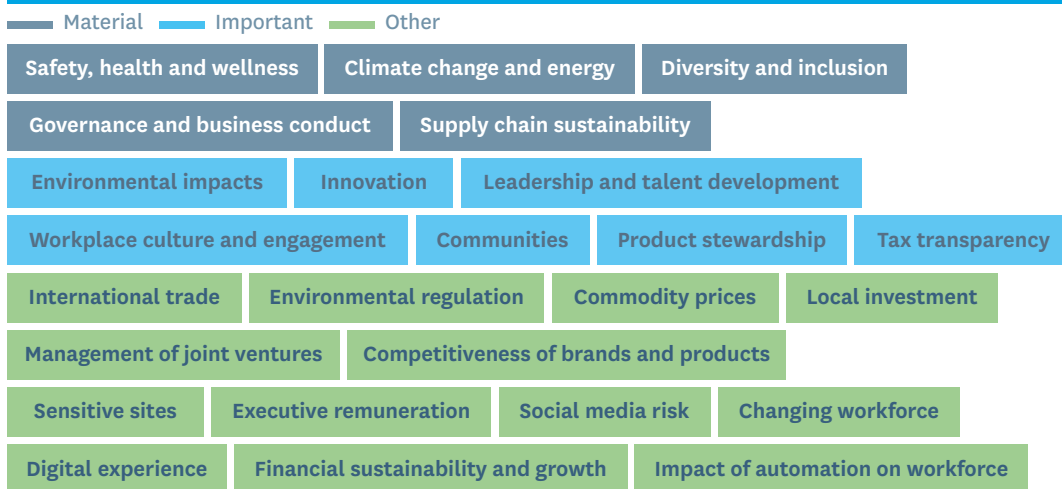 Material Important Other
Safety, health and wellness Climate change and energy Diversity and inclusion
Governance and business conduct Supply chain sustainability
Environmental impacts Innovation Leadership and talent development
Workplace culture and engagement Communities Product stewardship Tax transparency
International trade Environmental regulation Commodity prices Local investment
Management of joint ventures Competitiveness of brands and products
Sensitive sites Executive remuneration Social media risk Changing workforce
Digital experience Financial sustainability and growth Impact of automation on workforce